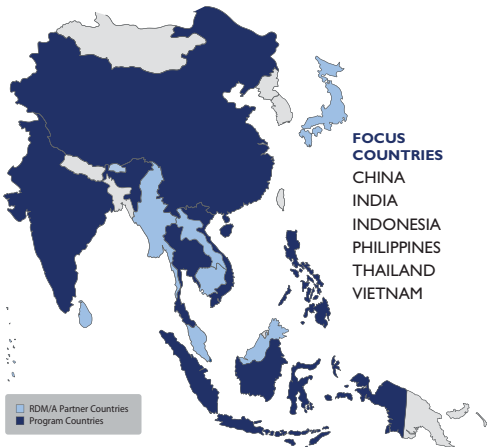 FOCUS
COUNTRIES
CHINA
INDIA
INDONESIA
PHILIPPINES
THAILAND
VIETNAM
RDM/A Partner Countries
Program Countries